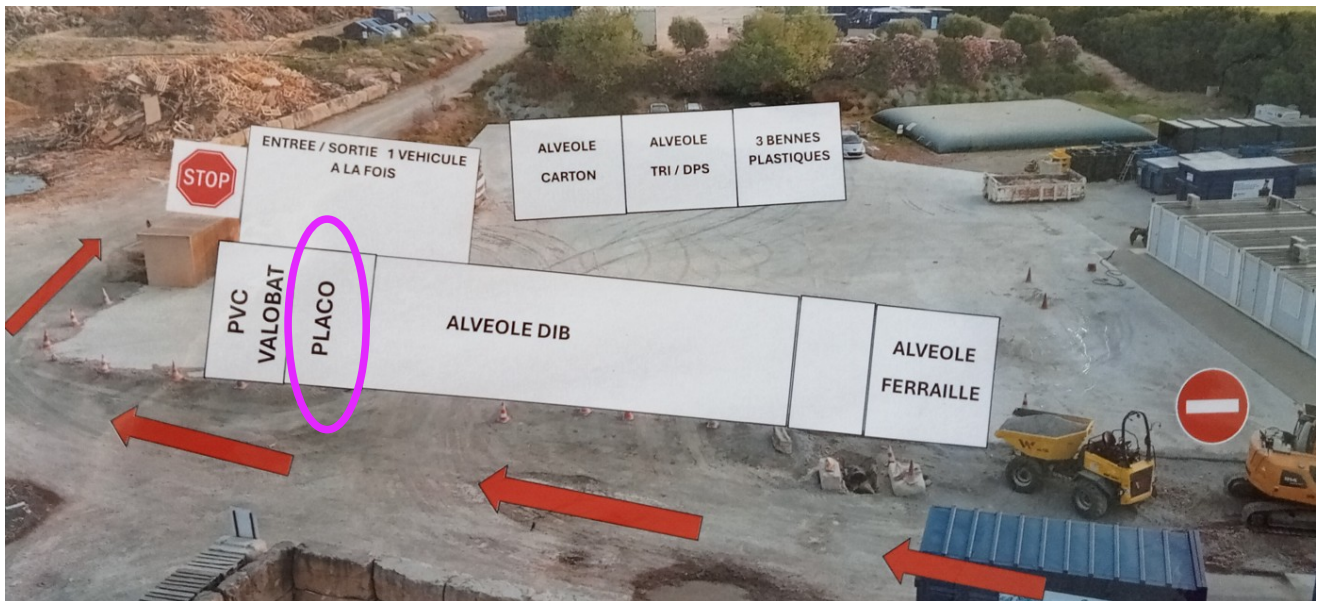 STOP
ENTREE / SORTIE 1 VEHICULE
A LA FOIS
ALVEOLE
CARTON
ALVEOLE
TRI / DPS
3 BENNES
PLASTIQUES
PVC
VALOBAT
PLACO
ALVEOLE DIB
ALVEOLE
FERRAILLE